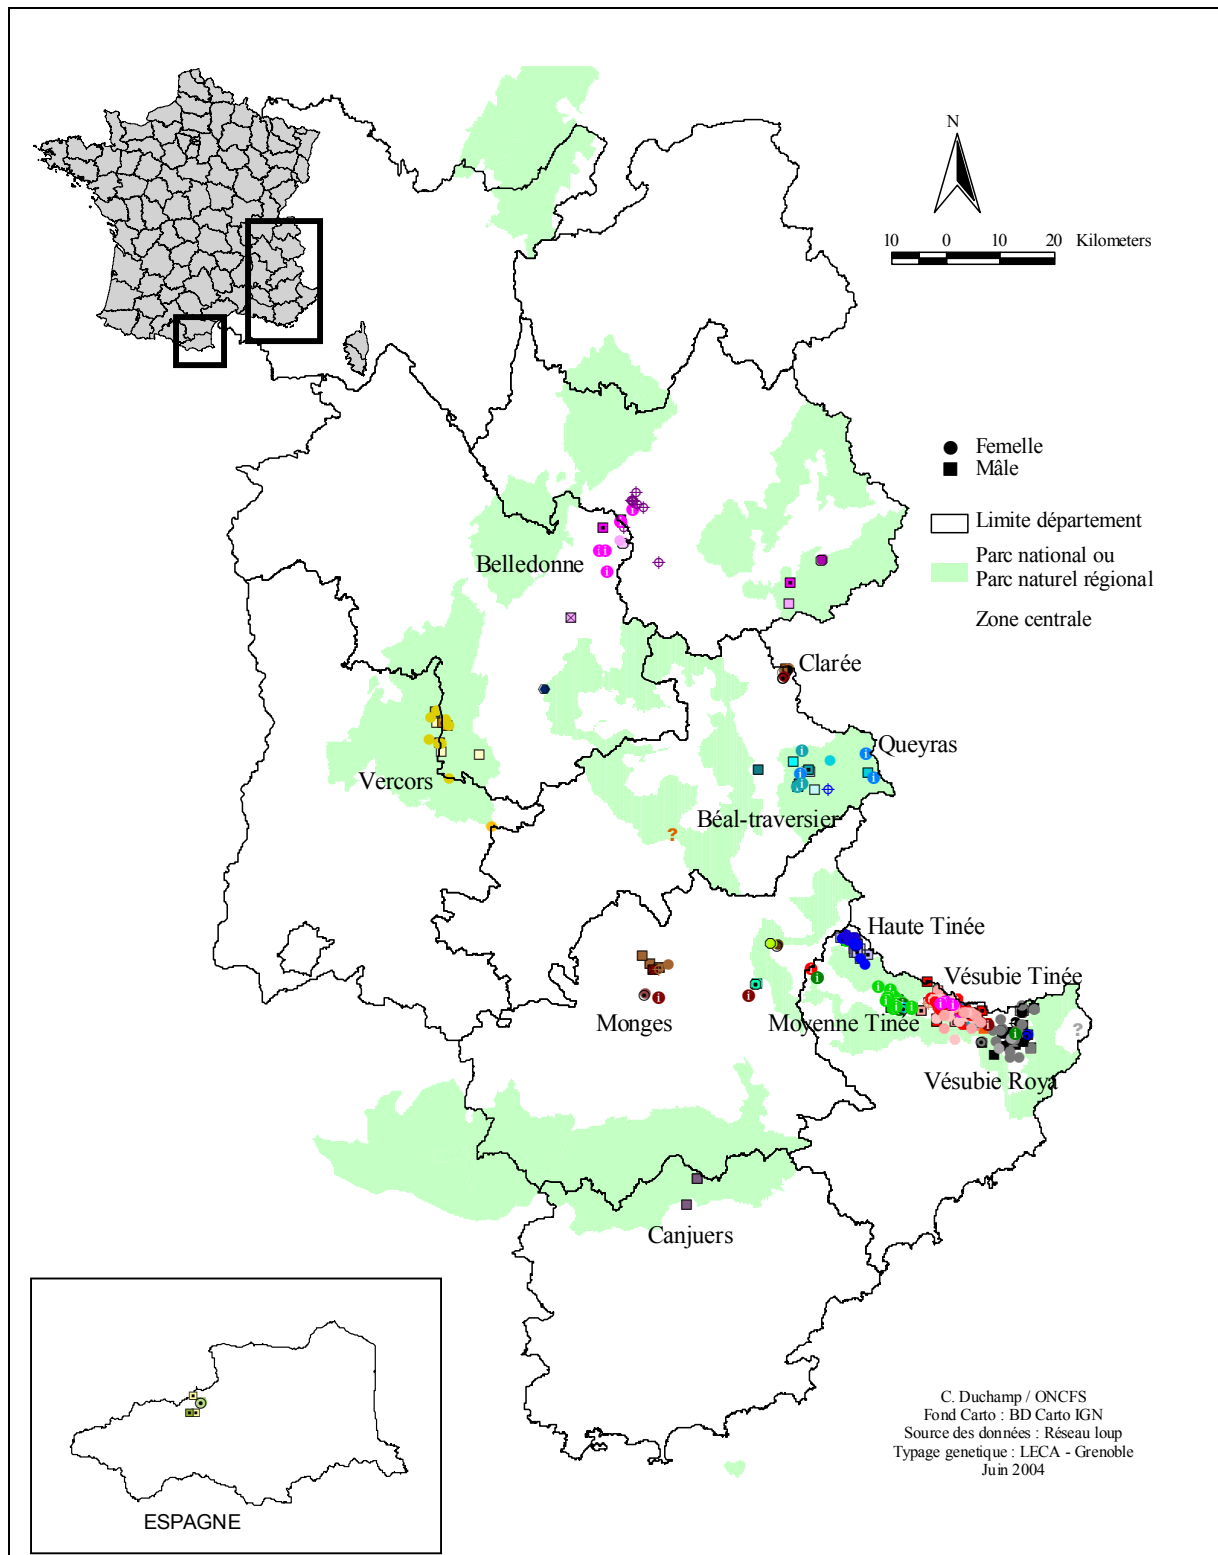 N
10 0 10 20 Kilometers
Femelle
Mâle
Limite département
Parc national ou
Parc naturel régional
Zone centrale
Belledonne
Clarée
Queyras
Vercors
Béal-traversier
?
Haute Tinée
Vésubie Tinée
Monges
Moyenne Tinée
?
Vésubie Roya
Canjuers
ESPAGNE
C. Duchamp / ONCFS
Fond Carto : BD Carto IGN
Source des données : Réseau loup
Typage genetique : LECA - Grenoble
Juin 2004